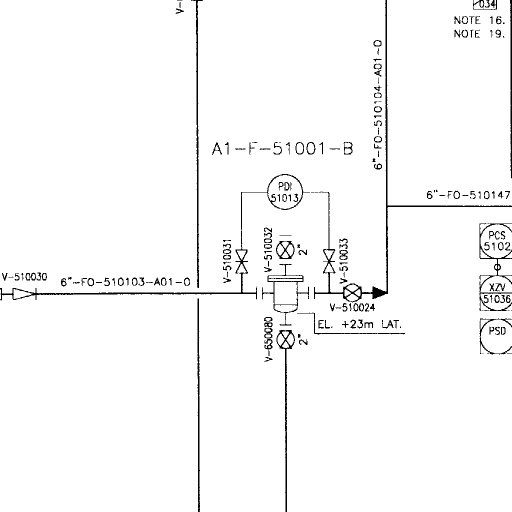 034
NOTE 16.
NOTE 19.
6"-FO-510104-A01-0
A1-F-51001-B
PDI
51013
6"-FO-510147
V-510031
V-510032
2"
V-510033
PCS
5102
V-510030
6"-FO-510103-A01-0
XZV
51036
V-510024
EL. +23m LAT.
PSD
V-650080
2"